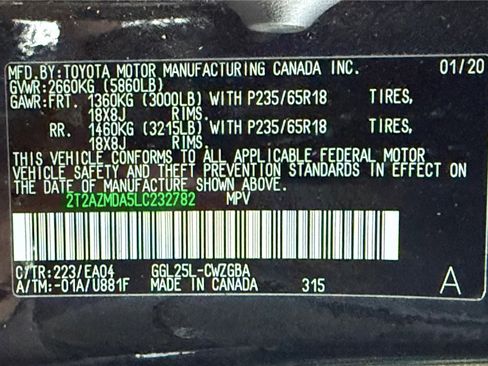 MFD.BY:TOYOTA MOTOR MANUFACTURING CANADA INC. 01/20
GVWR:2660KG (5860LB)
GAWR:FRT. 1360KG (3000LB) WITH P235/65R18 TIRES,
18X8J RIMS.
RR. 1460KG (3215LB) WITH P235/65R18 TIRES,
18X8J RIMS.
THIS VEHICLE CONFORMS TO ALL APPLICABLE FEDERAL MOTOR
VEHICLE SAFETY AND THEFT PREVENTION STANDARDS IN EFFECT ON
THE DATE OF MANUFACTURE SHOWN ABOVE.
2T2AZMDA5LC232782 MPV
C/TR:223/EA04 GGL25L-CWZGBA
A/TM:-01A/U881F MADE IN CANADA 315 A